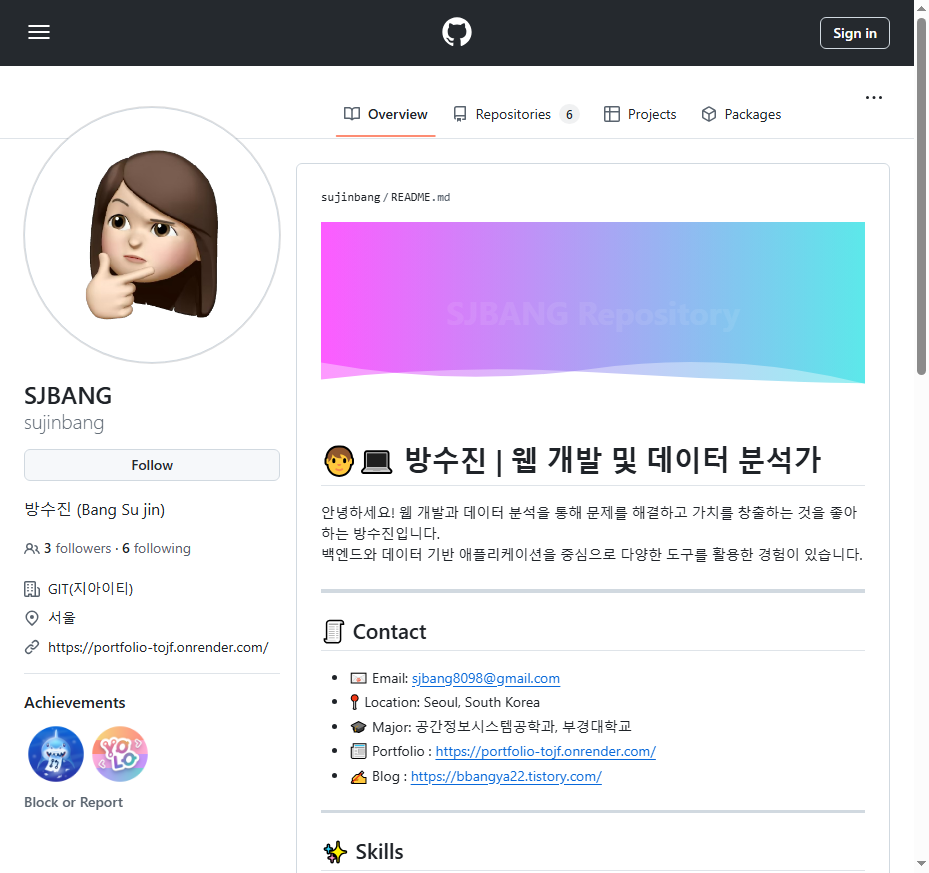 Sign in
Overview
Repositories 6
Projects
Packages
SJBANG
sujinbang
Follow
방수진 (Bang Su jin)
3 followers · 6 following
GIT(지아이티)
서울
https://portfolio-tojf.onrender.com/
Achievements
YOLO
Block or Report
sujinbang/README.md
SJBANG Repository
방수진 | 웹 개발 및 데이터 분석가
안녕하세요! 웹 개발과 데이터 분석을 통해 문제를 해결하고 가치를 창출하는 것을 좋아
하는 방수진입니다.
백엔드와 데이터 기반 애플리케이션을 중심으로 다양한 도구를 활용한 경험이 있습니다.
Contact
Email: sjbang8098@gmail.com
Location: Seoul, South Korea
Major: 공간정보시스템공학과, 부경대학교
Portfolio : https://portfolio-tojf.onrender.com/
Blog : https://bbangya22.tistory.com/
Skills